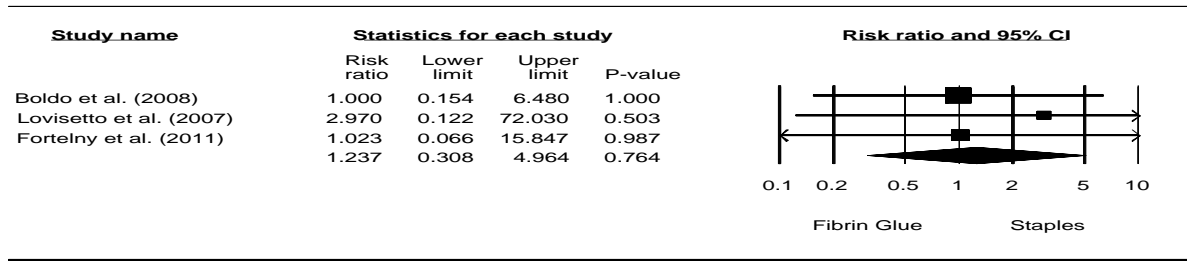 Study name Statistics for each study Risk ratio and 95% CI
Risk ratio Lower limit Upper limit P-value
Boldo et al. (2008) 1.000 0.154 6.480 1.000
Lovisetto et al. (2007) 2.970 0.122 72.030 0.503
Fortelny et al. (2011) 1.023 0.066 15.847 0.987
1.237 0.308 4.964 0.764
0.1 0.2 0.5 1 2 5 10
Fibrin Glue Staples